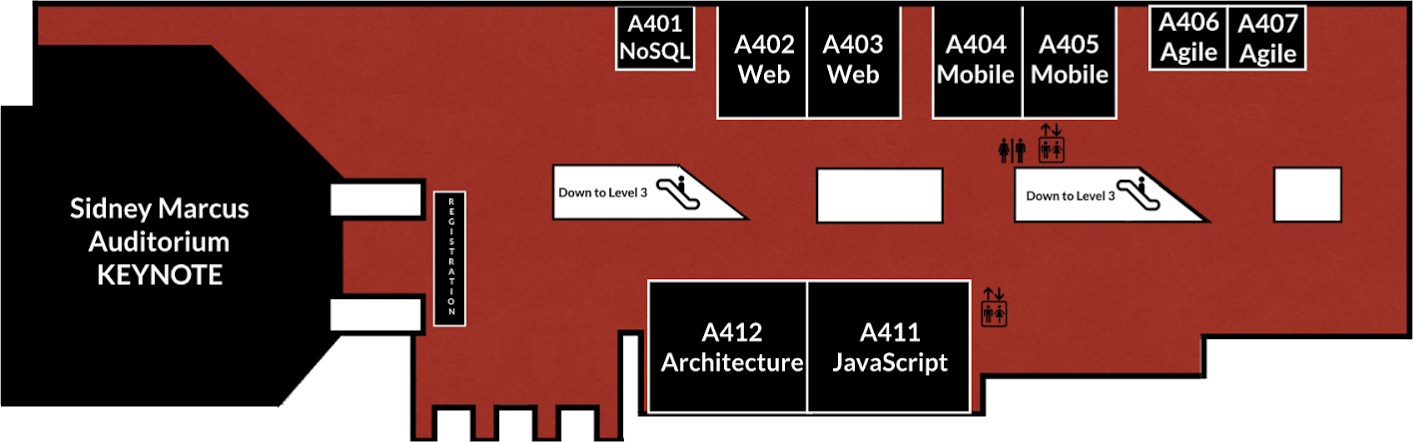 A401
NoSQL
A402
Web
A403
Web
A404
Mobile
A405
Mobile
A406
Agile
A407
Agile
Sidney Marcus
Auditorium
KEYNOTE
REGISTRATION
Down to Level 3
Down to Level 3
A412
Architecture
A411
JavaScript